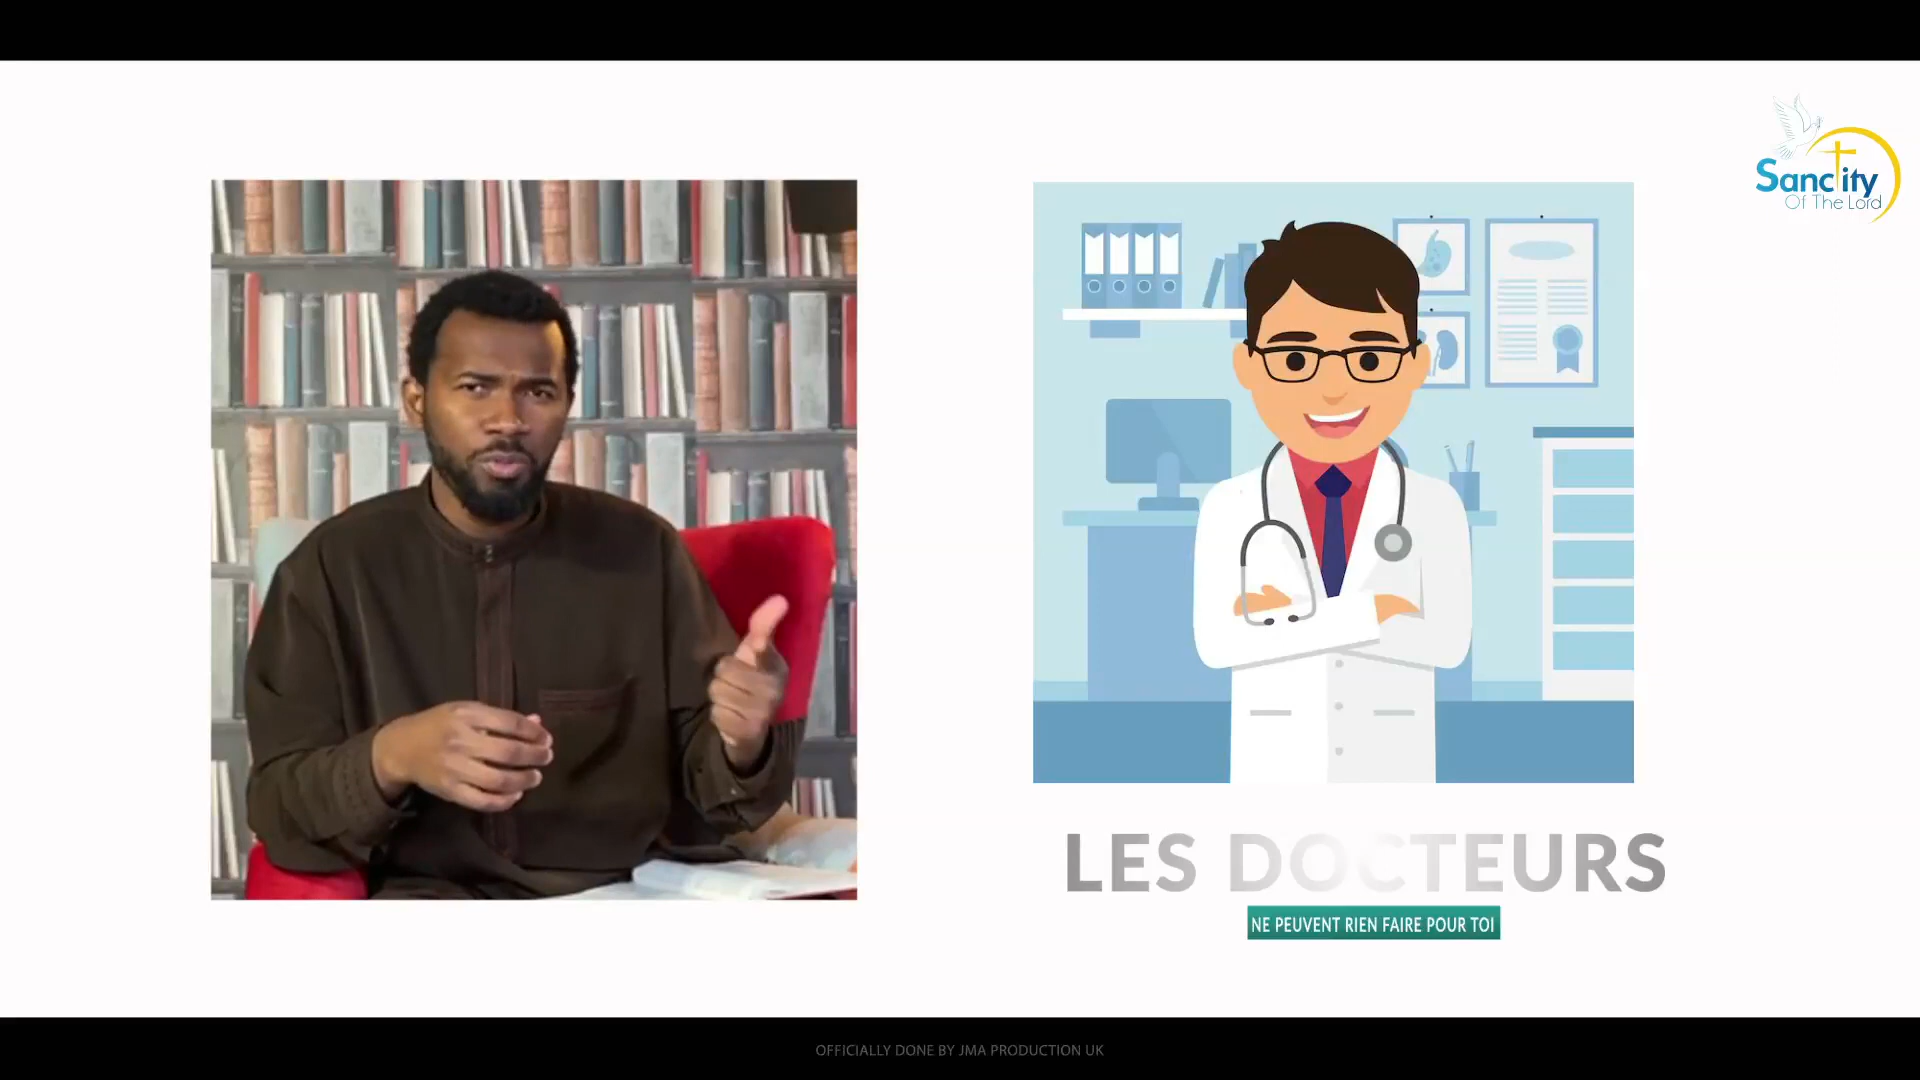 Sanctity
Of The Lord
LES DOCTEURS
NE PEUVENT RIEN FAIRE POUR TOI
OFFICIALLY DONE BY JMA PRODUCTION UK